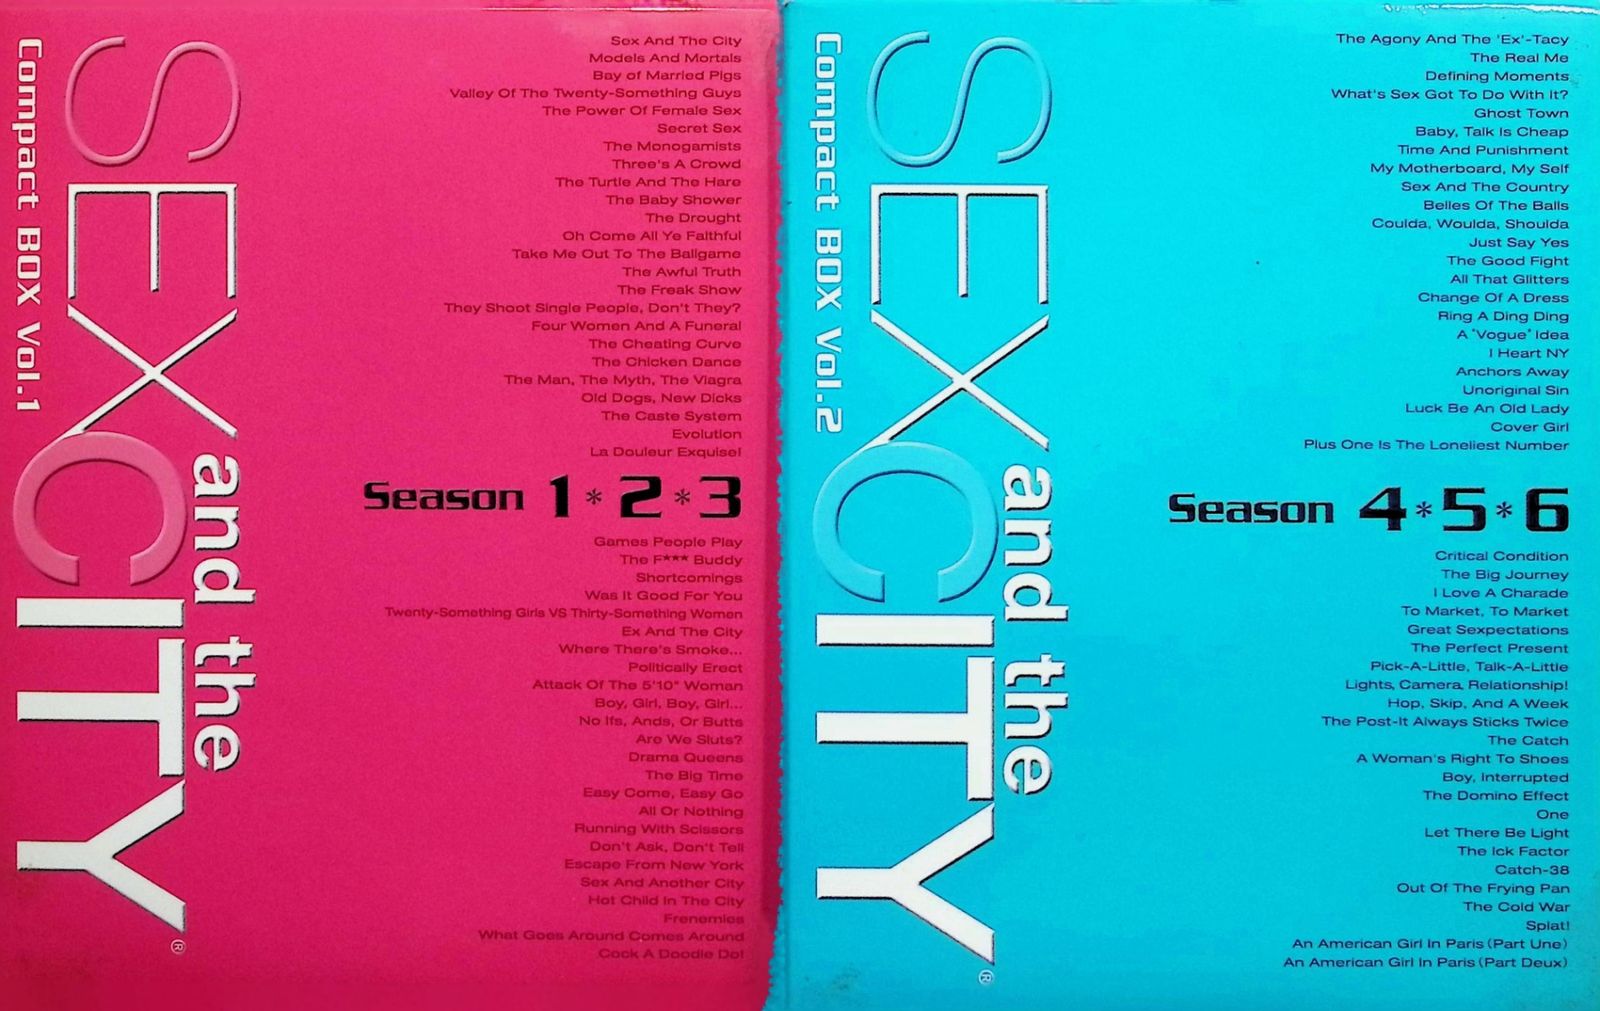 SEX and the CITY®
Compact BOX Vol.1
Sex And The City
Models And Mortals
Bay of Married Pigs
Valley Of The Twenty-Something Guys
The Power Of Female Sex
Secret Sex
The Monogamists
Three's A Crowd
The Turtle And The Hare
The Baby Shower
The Drought
Oh Come All Ye Faithful
Take Me Out To The Ballgame
The Awful Truth
The Freak Show
They Shoot Single People, Don't They?
Four Women And A Funeral
The Cheating Curve
The Chicken Dance
The Man, The Myth, The Viagra
Old Dogs, New Dicks
The Caste System
Evolution
La Douleur Exquise!
Season 1*2*3
Games People Play
The F*** Buddy
Shortcomings
Was It Good For You
Twenty-Something Girls VS Thirty-Something Women
Ex And The City
Where There's Smoke...
Politically Erect
Attack Of The 5'10" Woman
Boy, Girl, Boy, Girl...
No Ifs, Ands, Or Butts
Are We Sluts?
Drama Queens
The Big Time
Easy Come, Easy Go
All Or Nothing
Running With Scissors
Don't Ask, Don't Tell
Escape From New York
Sex And Another City
Hot Child In The City
Frenemies
What Goes Around Comes Around
Cock A Doodle Do!
SEX and the CITY®
Compact BOX Vol.2
The Agony And The 'Ex'-Tacy
The Real Me
Defining Moments
What's Sex Got To Do With It?
Ghost Town
Baby, Talk Is Cheap
Time And Punishment
My Motherboard, My Self
Sex And The Country
Belles Of The Balls
Coulda, Woulda, Shoulda
Just Say Yes
The Good Fight
All That Glitters
Change Of A Dress
Ring A Ding Ding
A "Vogue" Idea
I Heart NY
Anchors Away
Unoriginal Sin
Luck Be An Old Lady
Cover Girl
Plus One Is The Loneliest Number
Season 4*5*6
Critical Condition
The Big Journey
I Love A Charade
To Market, To Market
Great Sexpectations
The Perfect Present
Pick-A-Little, Talk-A-Little
Lights, Camera, Relationship!
Hop, Skip, And A Week
The Post-It Always Sticks Twice
The Catch
A Woman's Right To Shoes
Boy, Interrupted
The Domino Effect
One
Let There Be Light
The Ick Factor
Catch-38
Out Of The Frying Pan
The Cold War
Splat!
An American Girl In Paris (Part Une)
An American Girl In Paris (Part Deux)